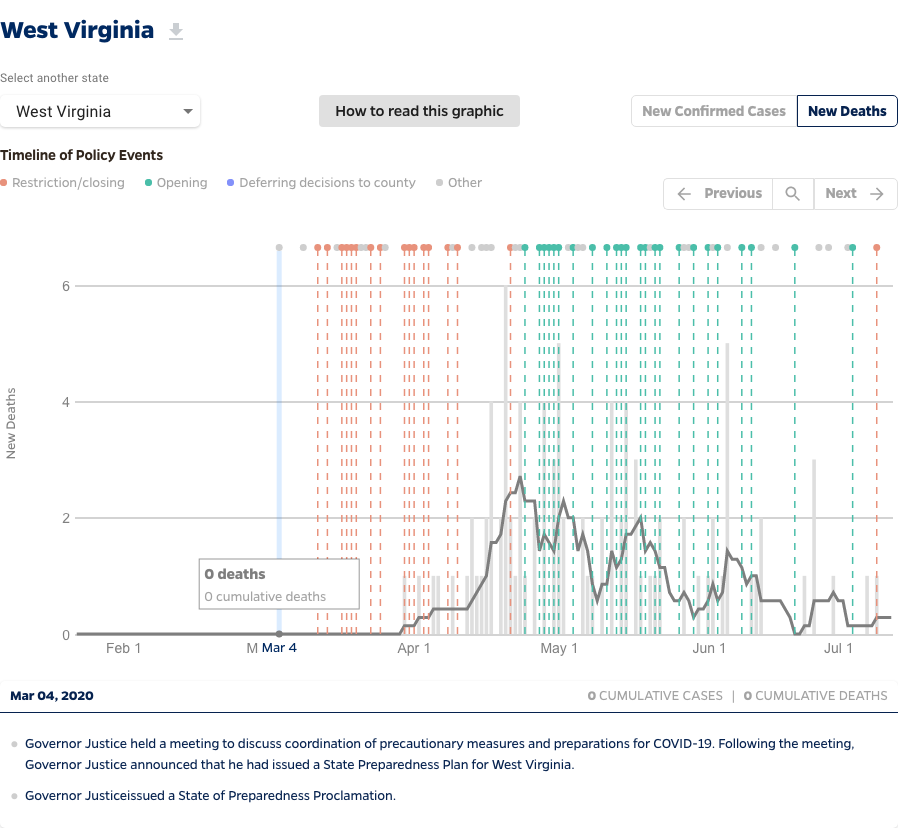 West Virginia
Select another state
West Virginia
How to read this graphic
New Confirmed Cases
New Deaths
Timeline of Policy Events
Restriction/closing
Opening
Deferring decisions to county
Other
Previous
Next
6
4
2
0
New Deaths
0 deaths
0 cumulative deaths
Feb 1
M
Mar 4
Apr 1
May 1
Jun 1
Jul 1
Mar 04, 2020
0 CUMULATIVE CASES | 0 CUMULATIVE DEATHS
Governor Justice held a meeting to discuss coordination of precautionary measures and preparations for COVID-19. Following the meeting,
Governor Justice announced that he had issued a State Preparedness Plan for West Virginia.
Governor Justiceissued a State of Preparedness Proclamation.